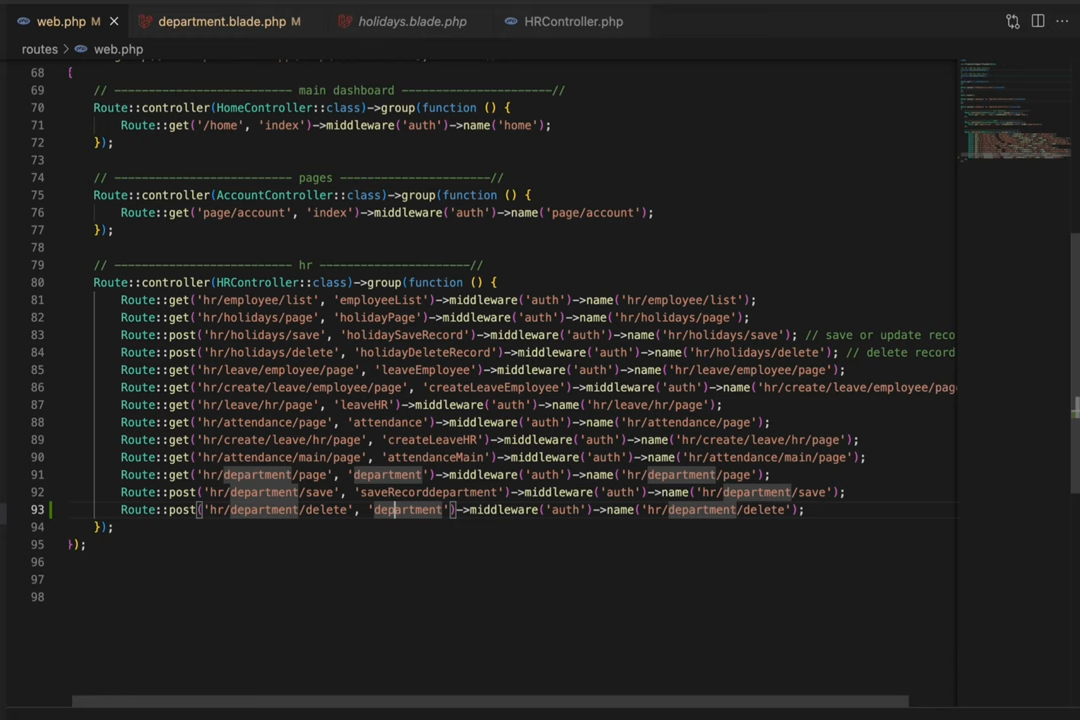 web.php M
department.blade.php M
holidays.blade.php
HRController.php
routes > web.php
68 [
69 // -------------------------- main dashboard ----------------------//
70 Route::controller(HomeController::class)->group(function () {
71 Route::get('/home', 'index')->middleware('auth')->name('home');
72 });
73
74 // -------------------------- pages ----------------------//
75 Route::controller(AccountController::class)->group(function () {
76 Route::get('page/account', 'index')->middleware('auth')->name('page/account');
77 });
78
79 // -------------------------- hr ----------------------//
80 Route::controller(HRController::class)->group(function () {
81 Route::get('hr/employee/list', 'employeeList')->middleware('auth')->name('hr/employee/list');
82 Route::get('hr/holidays/page', 'holidayPage')->middleware('auth')->name('hr/holidays/page');
83 Route::post('hr/holidays/save', 'holidaySaveRecord')->middleware('auth')->name('hr/holidays/save'); // save or update reco
84 Route::post('hr/holidays/delete', 'holidayDeleteRecord')->middleware('auth')->name('hr/holidays/delete'); // delete record
85 Route::get('hr/leave/employee/page', 'leaveEmployee')->middleware('auth')->name('hr/leave/employee/page');
86 Route::get('hr/create/leave/employee/page', 'createLeaveEmployee')->middleware('auth')->name('hr/create/leave/employee/page
87 Route::get('hr/leave/hr/page', 'leaveHR')->middleware('auth')->name('hr/leave/hr/page');
88 Route::get('hr/attendance/page', 'attendance')->middleware('auth')->name('hr/attendance/page');
89 Route::get('hr/create/leave/hr/page', 'createLeaveHR')->middleware('auth')->name('hr/create/leave/hr/page');
90 Route::get('hr/attendance/main/page', 'attendanceMain')->middleware('auth')->name('hr/attendance/main/page');
91 Route::get('hr/department/page', 'department')->middleware('auth')->name('hr/department/page');
92 Route::post('hr/department/save', 'saveRecorddepartment')->middleware('auth')->name('hr/department/save');
93 Route::post('hr/department/delete', 'department')->middleware('auth')->name('hr/department/delete');
94 });
95 });
96
97
98